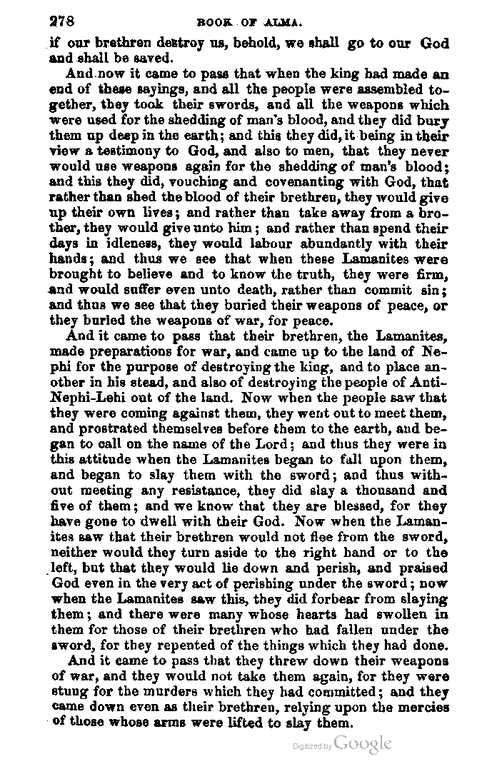 278 BOOK OF ALMA.
if our brethren destroy us, behold, we shall go to our God
and shall be saved.
And now it came to pass that when the king had made an
end of these sayings, and all the people were assembled to-
gether, they took their swords, and all the weapons which
were used for the shedding of man's blood, and they did bury
them up deep in the earth; and this they did, it being in their
view a testimony to God, and also to men, that they never
would use weapons again for the shedding of man's blood;
and this they did, vouching and covenanting with God, that
rather than shed the blood of their brethren, they would give
up their own lives; and rather than take away from a bro-
ther, they would give unto him; and rather than spend their
days in idleness, they would labour abundantly with their
hands; and thus we see that when these Lamanites were
brought to believe and to know the truth, they were firm,
and would suffer even unto death, rather than commit sin;
and thus we see that they buried their weapons of peace, or
they buried the weapons of war, for peace.
And it came to pass that their brethren, the Lamanites,
made preparations for war, and came up to the land of Ne-
phi for the purpose of destroying the king, and to place an-
other in his stead, and also of destroying the people of Anti-
Nephi-Lehi out of the land. Now when the people saw that
they were coming against them, they went out to meet them,
and prostrated themselves before them to the earth, and be-
gan to call on the name of the Lord; and thus they were in
this attitude when the Lamanites began to fall upon them,
and began to slay them with the sword; and thus with-
out meeting any resistance, they did slay a thousand and
five of them; and we know that they are blessed, for they
have gone to dwell with their God. Now when the Laman-
ites saw that their brethren would not flee from the sword,
neither would they turn aside to the right hand or to the
left, but that they would lie down and perish, and praised
God even in the very act of perishing under the sword; now
when the Lamanites saw this, they did forbear from slaying
them; and there were many whose hearts had swollen in
them for those of their brethren who had fallen under the
sword, for they repented of the things which they had done.
And it came to pass that they threw down their weapons
of war, and they would not take them again, for they were
stung for the murders which they had committed; and they
came down even as their brethren, relying upon the mercies
of those whose arms were lifted to slay them.
Digitized by Google